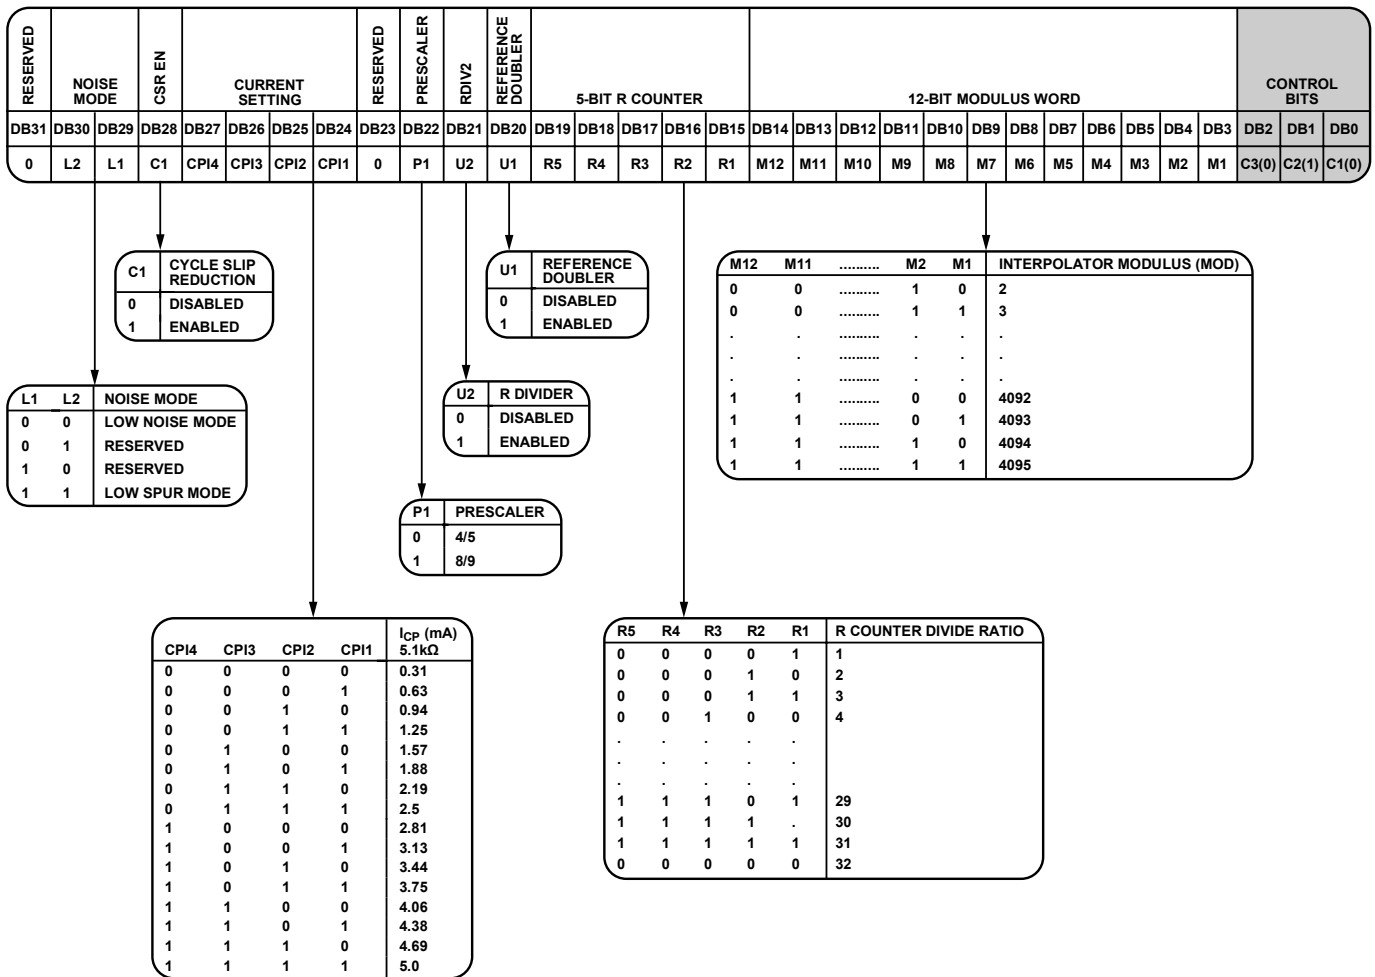 RESERVED
NOISE
MODE
CSR EN
CURRENT
SETTING
RESERVED
PRESCALER
RDIV2
REFERENCE
DOUBLER
5-BIT R COUNTER
12-BIT MODULUS WORD
CONTROL
BITS
DB31 DB30 DB29 DB28 DB27 DB26 DB25 DB24 DB23 DB22 DB21 DB20 DB19 DB18 DB17 DB16 DB15 DB14 DB13 DB12 DB11 DB10 DB9 DB8 DB7 DB6 DB5 DB4 DB3 DB2 DB1 DB0
0 L2 L1 C1 CPI4 CPI3 CPI2 CPI1 0 P1 U2 U1 R5 R4 R3 R2 R1 M12 M11 M10 M9 M8 M7 M6 M5 M4 M3 M2 M1 C3(0) C2(1) C1(0)
C1 CYCLE SLIP
REDUCTION
0 DISABLED
1 ENABLED
U1 REFERENCE
DOUBLER
0 DISABLED
1 ENABLED
M12 M11 .......... M2 M1 INTERPOLATOR MODULUS (MOD)
0 0 .......... 1 0 2
0 0 .......... 1 1 3
. . .......... . . .
. . .......... . . .
. . .......... . . .
1 1 .......... 0 0 4092
1 1 .......... 0 1 4093
1 1 .......... 1 0 4094
1 1 .......... 1 1 4095
L1 L2 NOISE MODE
0 0 LOW NOISE MODE
0 1 RESERVED
1 0 RESERVED
1 1 LOW SPUR MODE
U2 R DIVIDER
0 DISABLED
1 ENABLED
P1 PRESCALER
0 4/5
1 8/9
ICP (mA)
CPI4 CPI3 CPI2 CPI1 5.1kΩ
0 0 0 0 0.31
0 0 0 1 0.63
0 0 1 0 0.94
0 0 1 1 1.25
0 1 0 0 1.57
0 1 0 1 1.88
0 1 1 0 2.19
0 1 1 1 2.5
1 0 0 0 2.81
1 0 0 1 3.13
1 0 1 0 3.44
1 0 1 1 3.75
1 1 0 0 4.06
1 1 0 1 4.38
1 1 1 0 4.69
1 1 1 1 5.0
R5 R4 R3 R2 R1 R COUNTER DIVIDE RATIO
0 0 0 0 1 1
0 0 0 1 0 2
0 0 0 1 1 3
0 0 1 0 0 4
. . . . .
. . . . .
. . . . .
1 1 1 0 1 29
1 1 1 1 . 30
1 1 1 1 1 31
0 0 0 0 0 32